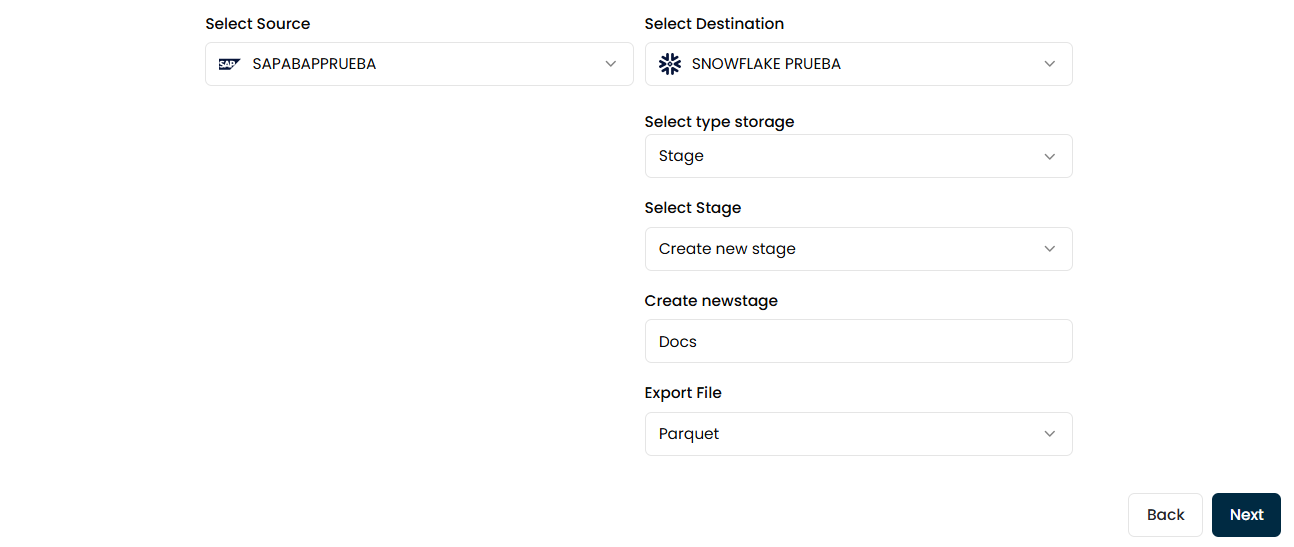 Select Source
SAP SAPABAPPRUEBA
Select Destination
SNOWFLAKE PRUEBA
Select type storage
Stage
Select Stage
Create new stage
Create newstage
Docs
Export File
Parquet
Back
Next